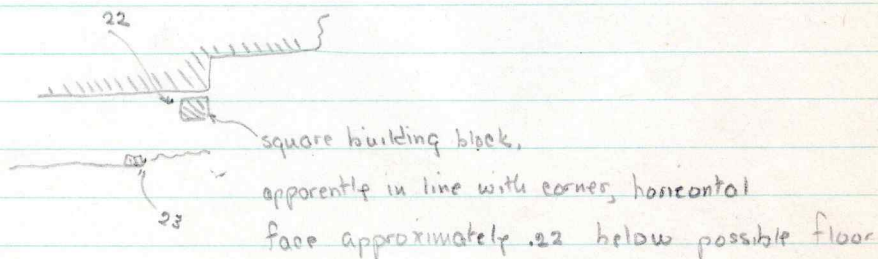 22
square building block,
apparently in line with corner, horizontal
23
face approximately .22 below possible floor